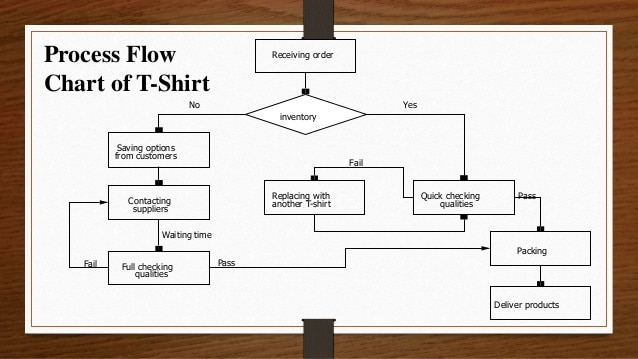 Process Flow
Chart of T-Shirt
Receiving order
No
Yes
inventory
Saving options
from customers
Fail
Contacting
suppliers
Replacing with
another T-shirt
Quick checking
qualities
Pass
Waiting time
Packing
Fail
Full checking
qualities
Pass
Deliver products